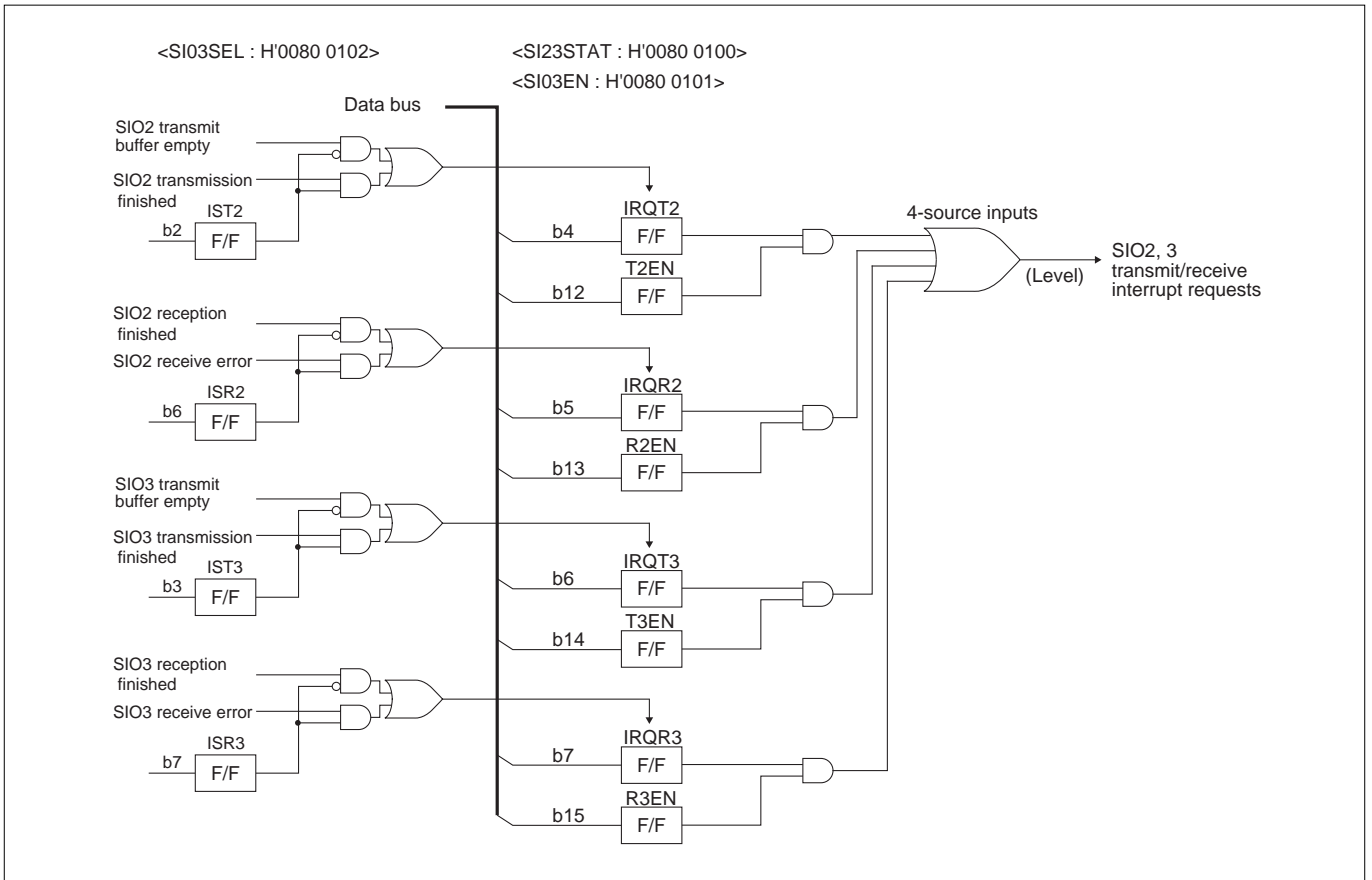 <SI03SEL : H'0080 0102>
<SI23STAT : H'0080 0100>
<SI03EN : H'0080 0101>
Data bus
SIO2 transmit
buffer empty
SIO2 transmission
finished
IST2
b2
F/F
IRQT2
b4
F/F
T2EN
b12
F/F
4-source inputs
(Level)
SIO2, 3
transmit/receive
interrupt requests
SIO2 reception
finished
SIO2 receive error
ISR2
b6
F/F
IRQR2
b5
F/F
R2EN
b13
F/F
SIO3 transmit
buffer empty
SIO3 transmission
finished
IST3
b3
F/F
IRQT3
b6
F/F
T3EN
b14
F/F
SIO3 reception
finished
SIO3 receive error
ISR3
b7
F/F
IRQR3
b7
F/F
R3EN
b15
F/F